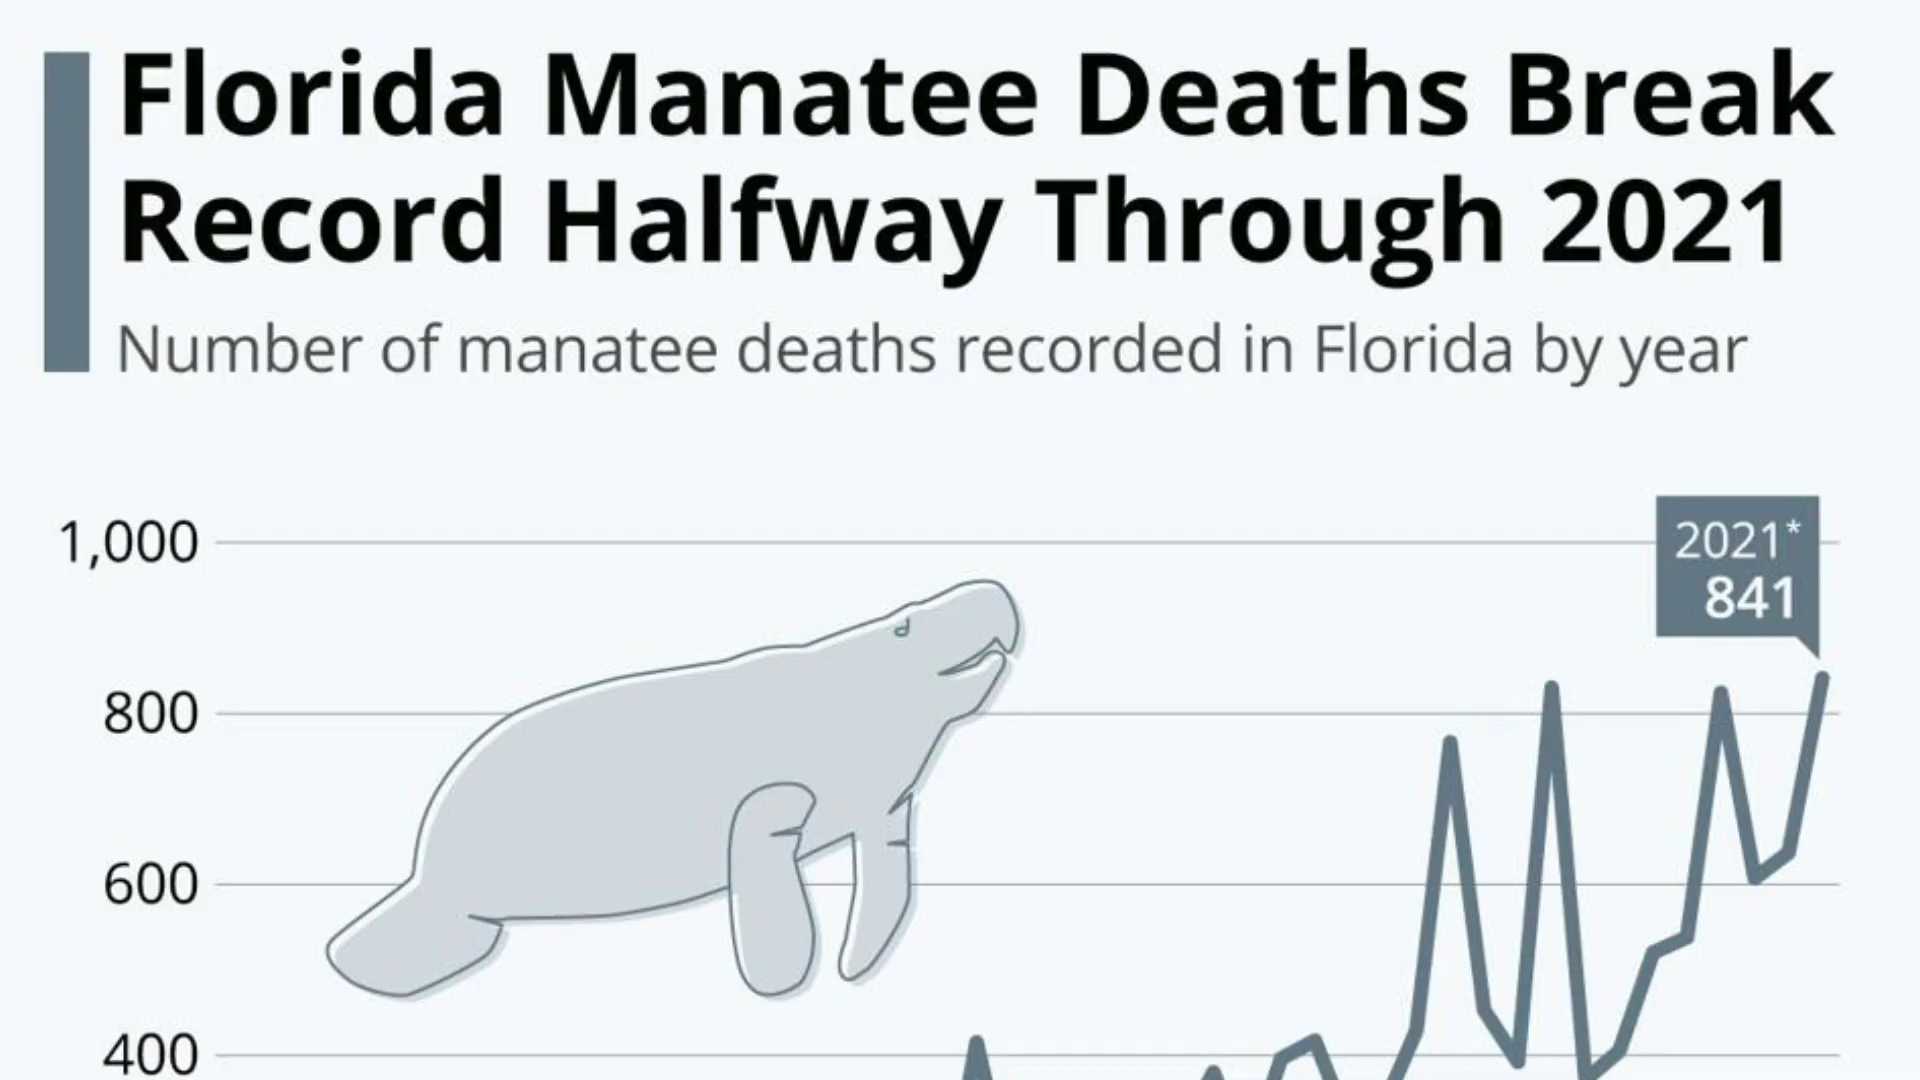 Florida Manatee Deaths Break
Record Halfway Through 2021
Number of manatee deaths recorded in Florida by year
1,000
2021*
841
800
600
400